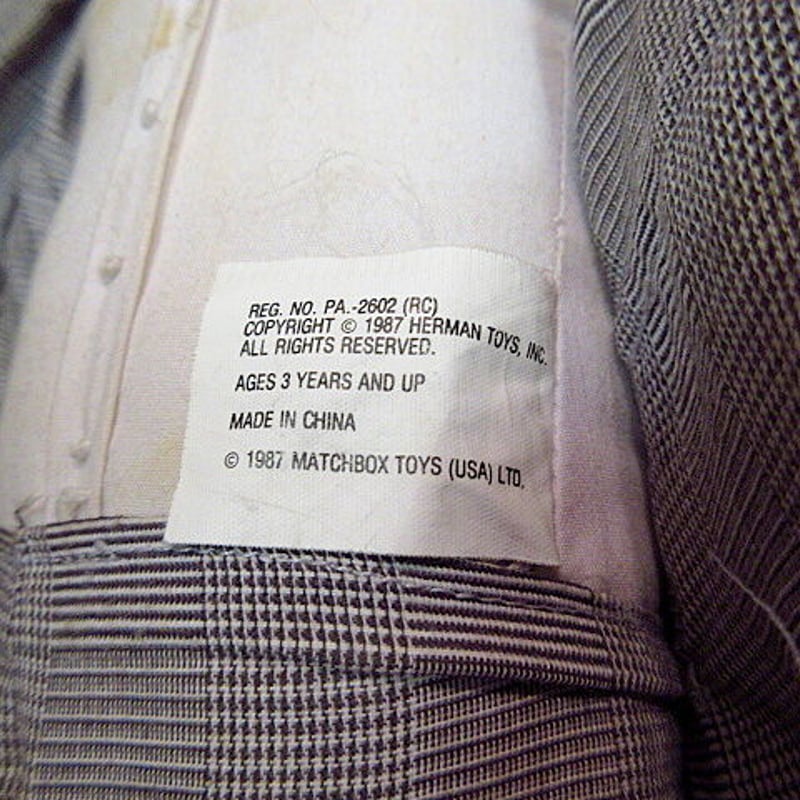 REG. NO. PA.-2602 (RC)
COPYRIGHT © 1987 HERMAN TOYS, INC.
ALL RIGHTS RESERVED.
AGES 3 YEARS AND UP
MADE IN CHINA
© 1987 MATCHBOX TOYS (USA) LTD.